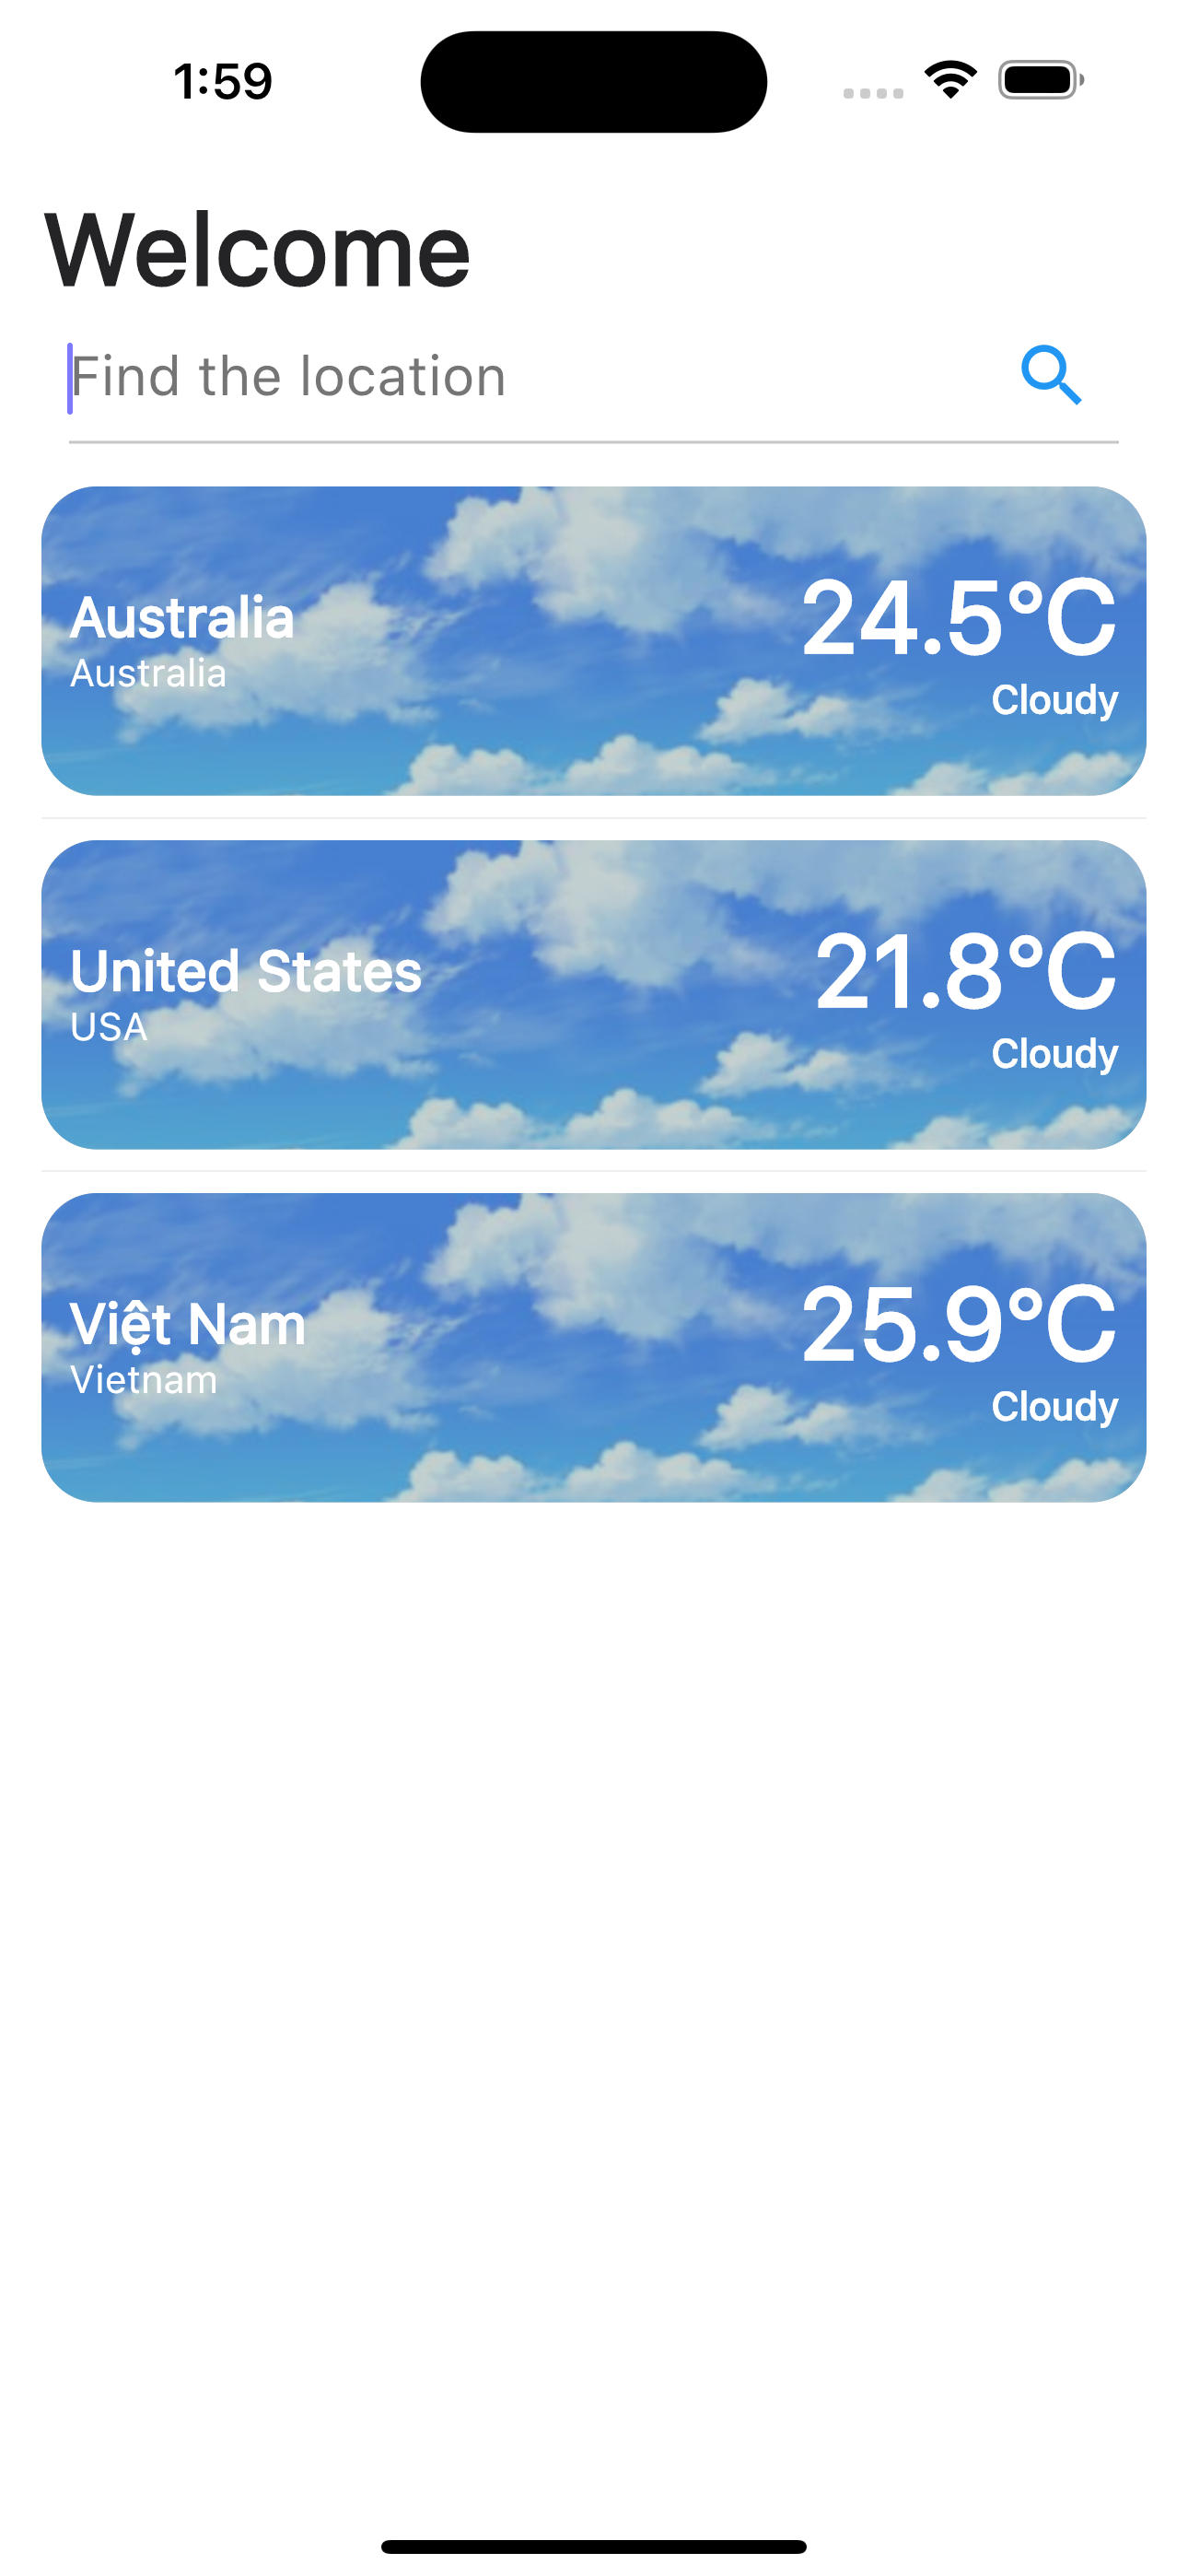 1:59
Welcome
Find the location
Australia
Australia
24.5°C
Cloudy
United States
USA
21.8°C
Cloudy
Việt Nam
Vietnam
25.9°C
Cloudy